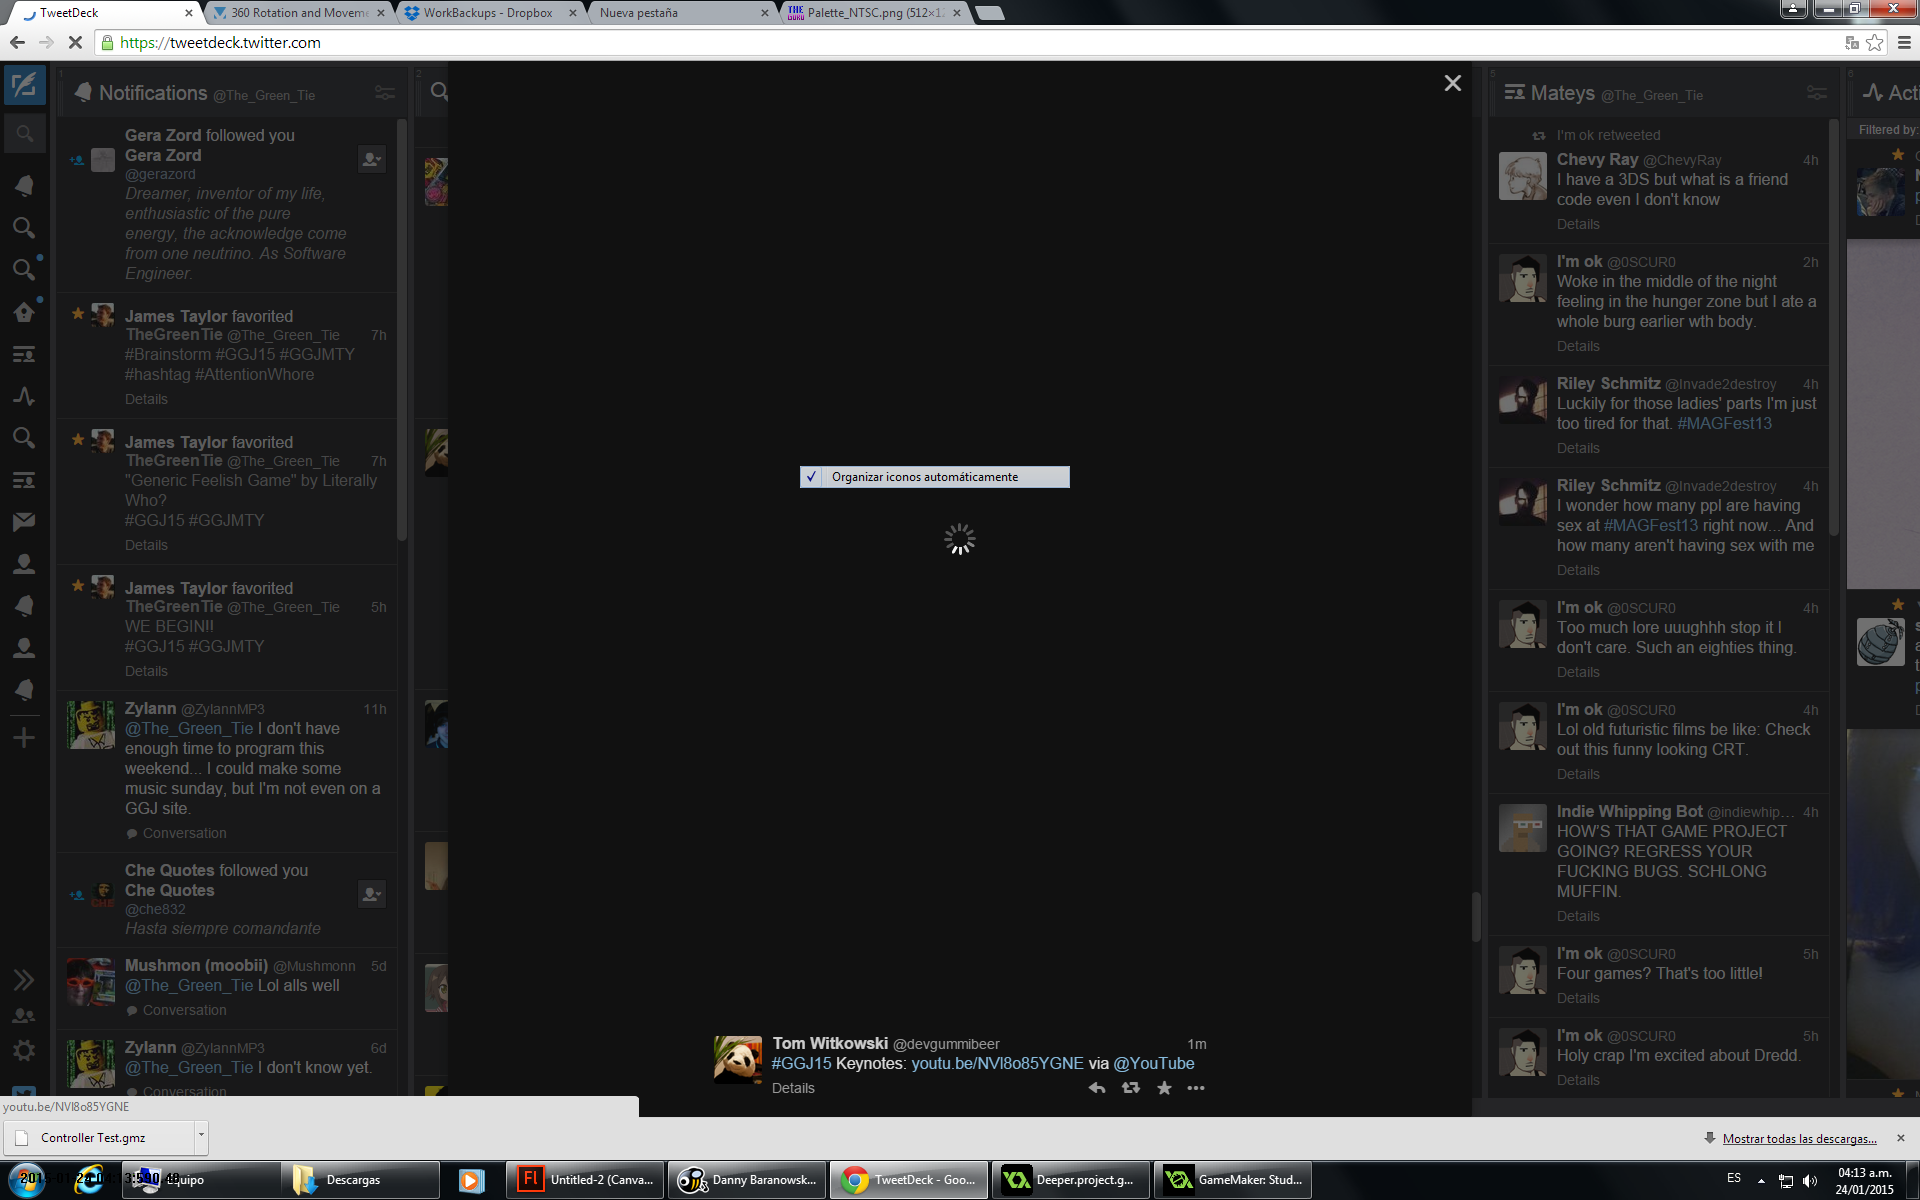 TweetDeck
360 Rotation and Movem
WorkBackups - Dropbox
Nueva pestaña
Palette_NTSC.png (512×1
https://tweetdeck.twitter.com
1
Notifications @The_Green_Tie
Gera Zord followed you
Gera Zord
@gerazord
Dreamer, inventor of my life,
enthusiastic of the pure
energy, the acknowledge come
from one neutrino. As Software
Engineer.
James Taylor favorited
TheGreenTie @The_Green_Tie 7h
#Brainstorm #GGJ15 #GGJMTY
#hashtag #AttentionWhore
Details
James Taylor favorited
TheGreenTie @The_Green_Tie 7h
"Generic Feelish Game" by Literally
Who?
#GGJ15 #GGJMTY
Details
James Taylor favorited
TheGreenTie @The_Green_Tie 5h
WE BEGIN!!
#GGJ15 #GGJMTY
Details
Zylann @ZylannMP3 11h
@The_Green_Tie I don't have
enough time to program this
weekend... I could make some
music sunday, but I'm not even on a
GGJ site.
Conversation
Che Quotes followed you
Che Quotes
@che832
Hasta siempre comandante
Mushmon (moobii) @Mushmonn 5d
@The_Green_Tie Lol alls well
Conversation
Zylann @ZylannMP3 6d
@The_Green_Tie I don't know yet.
Conversation
2
✓ Organizar iconos automáticamente
Tom Witkowski @devgummibeer 1m
#GGJ15 Keynotes: youtu.be/NVl8o85YGNE via @YouTube
Details
5
Mateys @The_Green_Tie
I'm ok retweeted
Chevy Ray @ChevyRay 4h
I have a 3DS but what is a friend
code even I don't know
Details
I'm ok @0SCUR0 2h
Woke in the middle of the night
feeling in the hunger zone but I ate a
whole burg earlier wth body.
Details
Riley Schmitz @Invade2destroy 4h
Luckily for those ladies' parts I'm just
too tired for that. #MAGFest13
Details
Riley Schmitz @Invade2destroy 4h
I wonder how many ppl are having
sex at #MAGFest13 right now... And
how many aren't having sex with me
Details
I'm ok @0SCUR0 4h
Too much lore uuughhh stop it I
don't care. Such an eighties thing.
Details
I'm ok @0SCUR0 4h
Lol old futuristic films be like: Check
out this funny looking CRT.
Details
Indie Whipping Bot @indiewhip... 4h
HOW'S THAT GAME PROJECT
GOING? REGRESS YOUR
FUCKING BUGS. SCHLONG
MUFFIN.
Details
I'm ok @0SCUR0 5h
Four games? That's too little!
Details
I'm ok @0SCUR0 5h
Holy crap I'm excited about Dredd.
Details
6
Acti
Filtered by:
youtu.be/NVl8o85YGNE
Controller Test.gmz
Mostrar todas las descargas...
Equipo
Descargas
Untitled-2 (Canva...
Danny Baranowsk...
TweetDeck - Goo...
Deeper.project.g...
GameMaker: Stud...
ES
04:13 a.m.
24/01/2015